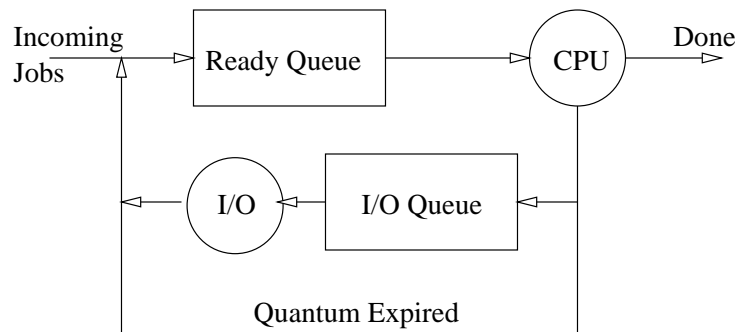 Incoming
Jobs
Ready Queue
CPU
Done
I/O
I/O Queue
Quantum Expired